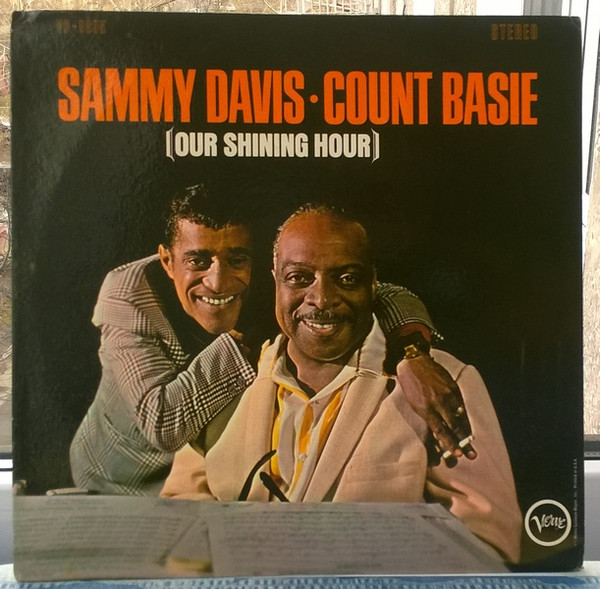 STEREO
SAMMY DAVIS · COUNT BASIE
[OUR SHINING HOUR]
Verve